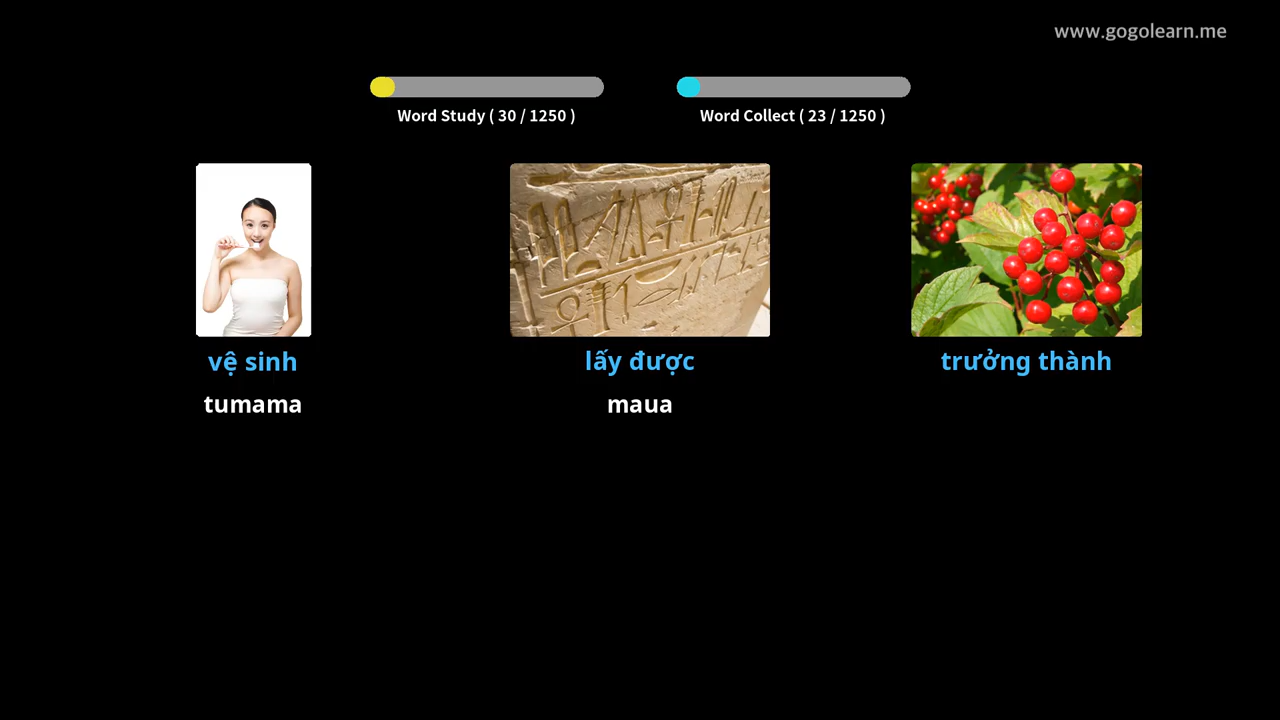 www.gogolearn.me
Word Study ( 30 / 1250 )
Word Collect ( 23 / 1250 )
vệ sinh
lấy được
trưởng thành
tumama
maua